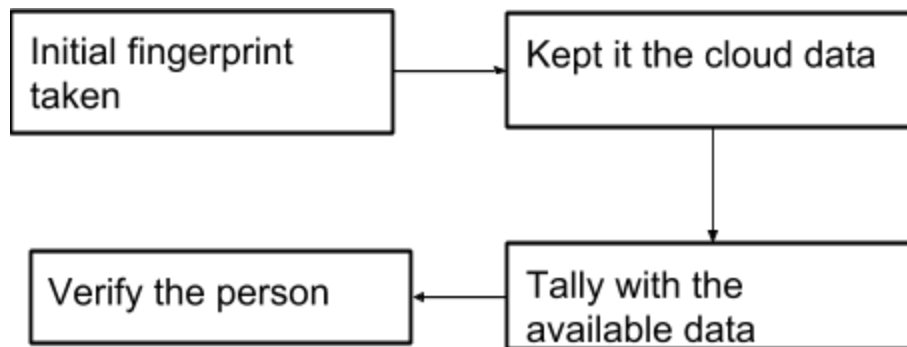 Initial fingerprint
taken
Kept it the cloud data
Tally with the
available data
Verify the person